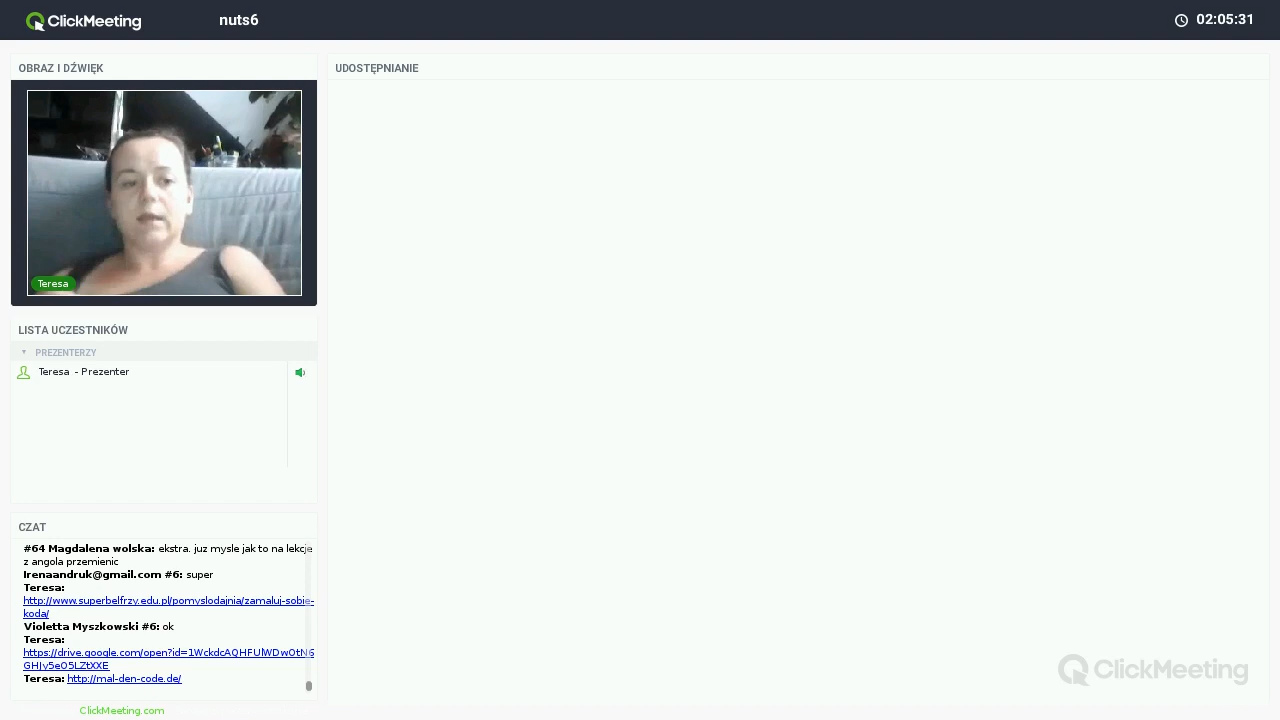 ClickMeeting
nuts6
02:05:31
OBRAZ I DŹWIĘK
Teresa
LISTA UCZESTNIKÓW
PREZENTERZY
Teresa - Prezenter
CZAT
#64 Magdalena wolska: ekstra. juz mysle jak to na lekcje
z angola przemienic
Irenaandruk@gmail.com #6: super
Teresa:
http://www.superbelfrzy.edu.pl/pomyslodajnia/zamaluj-sobie-
koda/
Violetta Myszkowski #6: ok
Teresa:
https://drive.google.com/open?id=1WckdcAQHFUlWDw0tN6
GHJy5eO5LZtXXE
Teresa: http://mal-den-code.de/
ClickMeeting.com
UDOSTĘPNIANIE
ClickMeeting